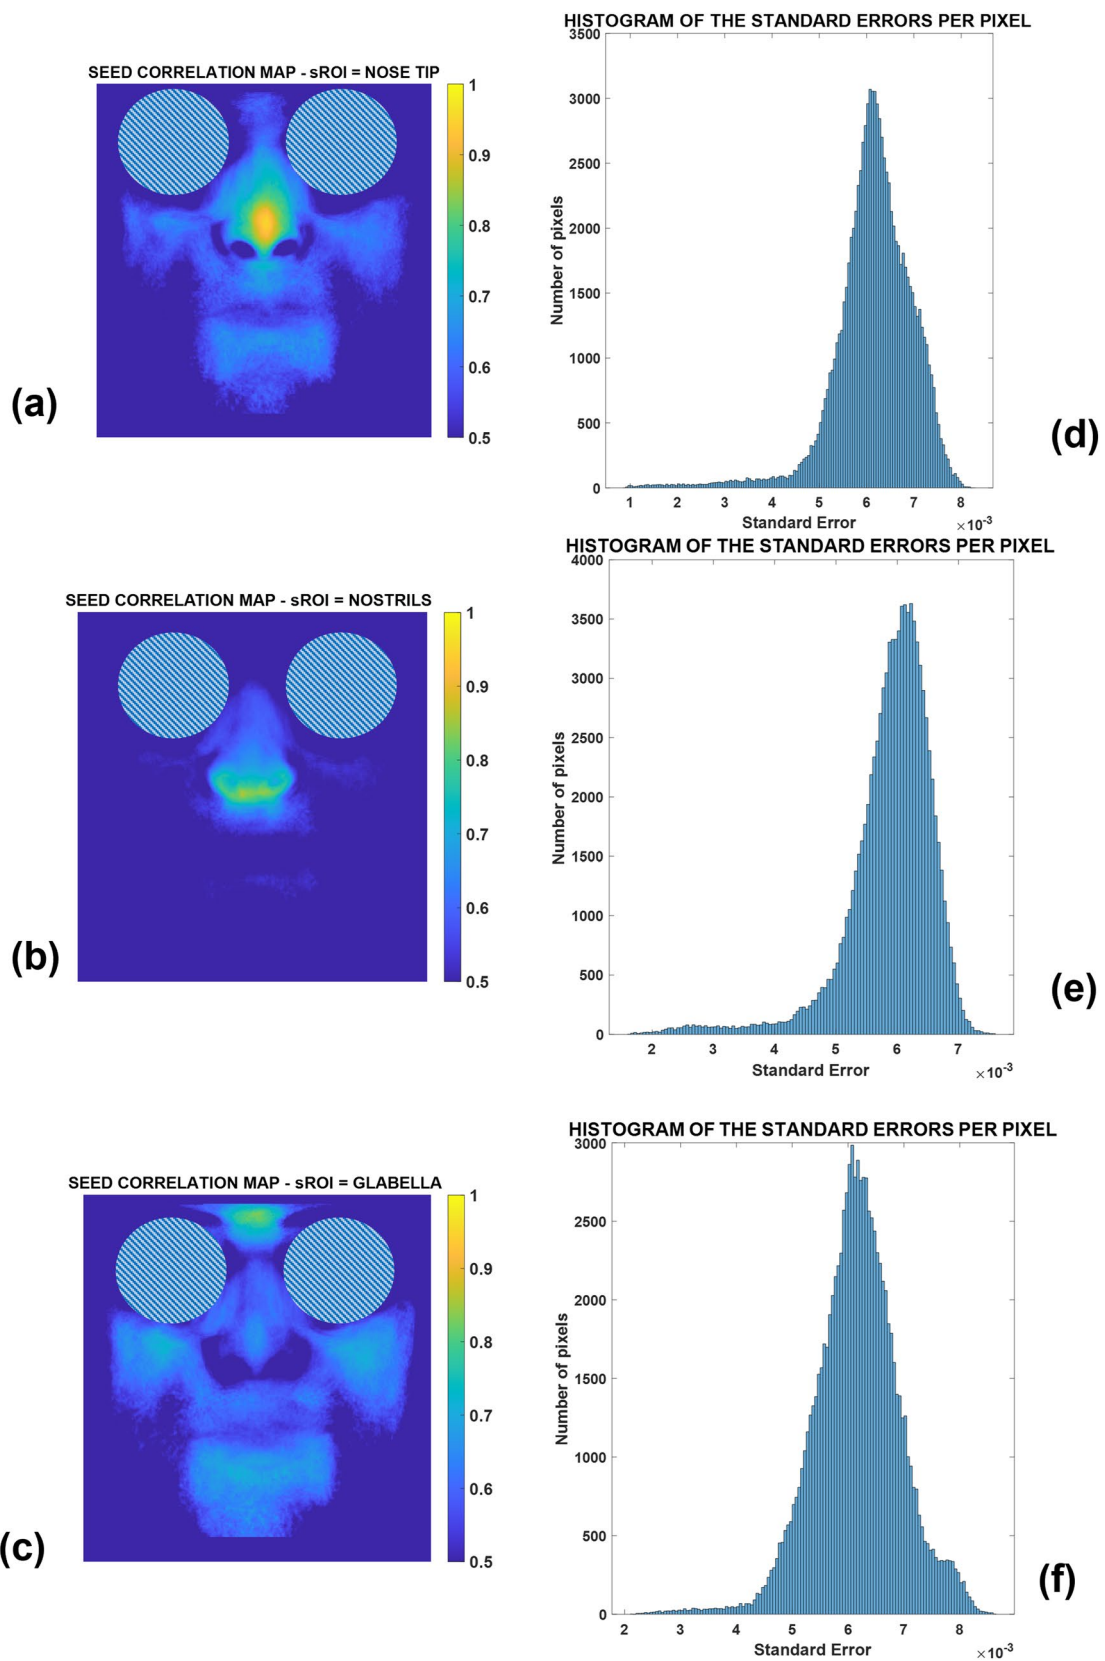 SEED CORRELATION MAP - sROI = NOSE TIP
1
0.9
0.8
0.7
0.6
0.5
(a)
HISTOGRAM OF THE STANDARD ERRORS PER PIXEL
3500
3000
2500
2000
1500
1000
500
0
Number of pixels
1 2 3 4 5 6 7 8
Standard Error
×10-3
(d)
SEED CORRELATION MAP - sROI = NOSTRILS
1
0.9
0.8
0.7
0.6
0.5
(b)
HISTOGRAM OF THE STANDARD ERRORS PER PIXEL
4000
3500
3000
2500
2000
1500
1000
500
0
Number of pixels
2 3 4 5 6 7
Standard Error
×10-3
(e)
SEED CORRELATION MAP - sROI = GLABELLA
1
0.9
0.8
0.7
0.6
0.5
(c)
HISTOGRAM OF THE STANDARD ERRORS PER PIXEL
3000
2500
2000
1500
1000
500
0
Number of pixels
2 3 4 5 6 7 8
Standard Error
×10-3
(f)